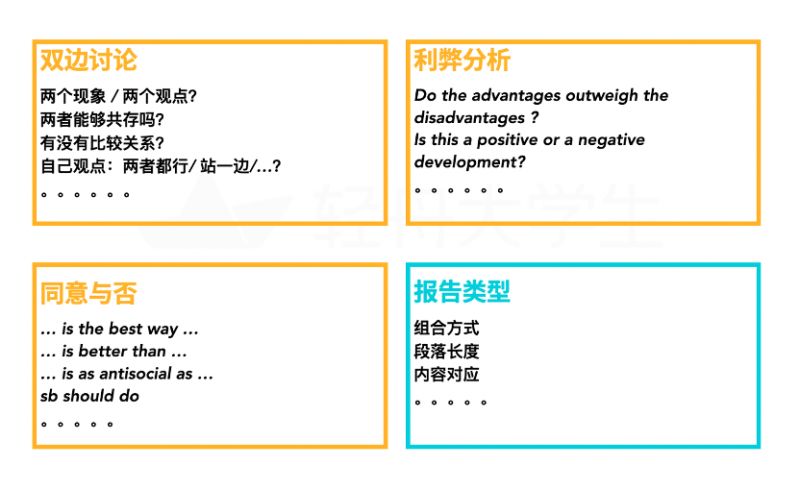 双边讨论
两个现象 / 两个观点？
两者能够共存吗？
有没有比较关系？
自己观点：两者都行/ 站一边/…？
。。。。。。
利弊分析
Do the advantages outweigh the
disadvantages ?
Is this a positive or a negative
development?
。。。。。。
同意与否
… is the best way …
… is better than …
… is as antisocial as …
sb should do
。。。。。
报告类型
组合方式
段落长度
内容对应
。。。。。
轻舟大学生